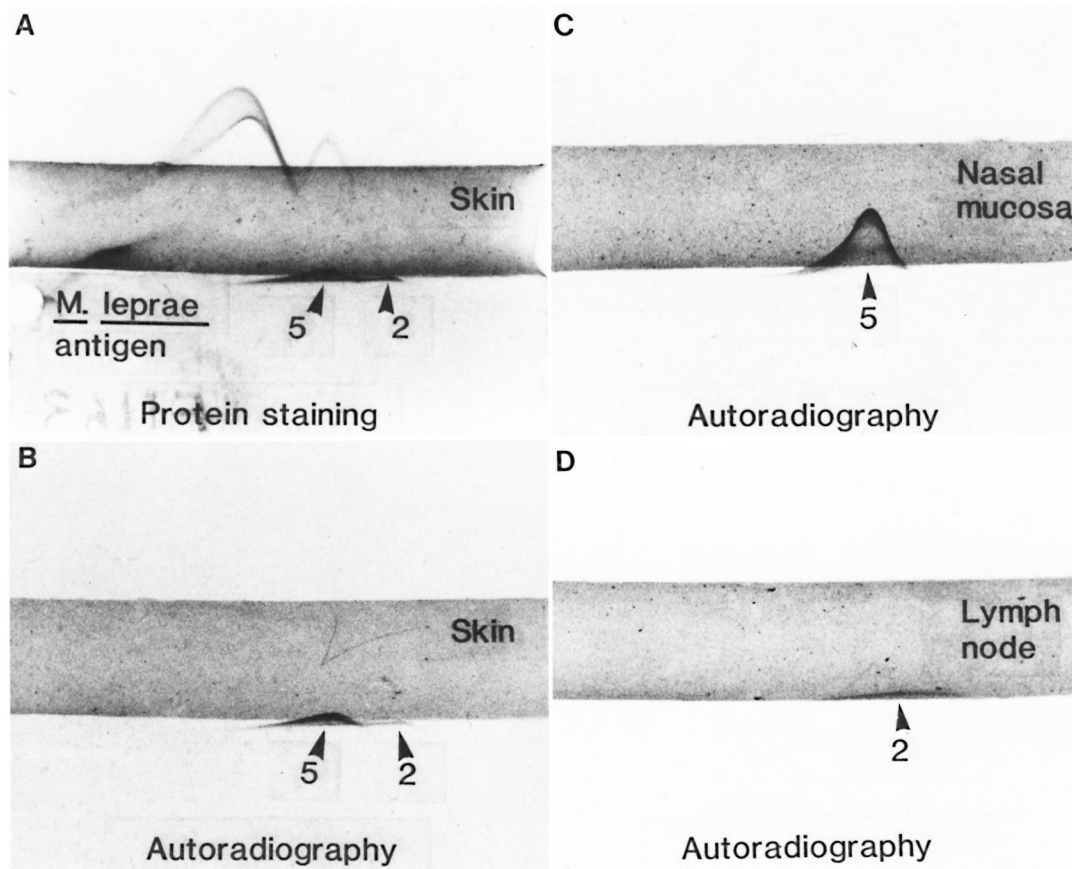 A
Skin
M. leprae
antigen
5
2
Protein staining
B
Skin
5
2
Autoradiography
C
Nasal
mucosa
5
Autoradiography
D
Lymph
node
2
Autoradiography